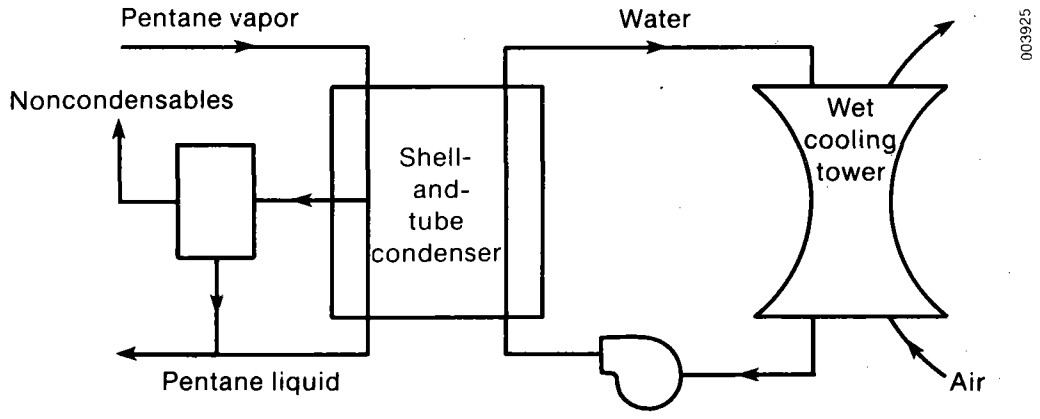 Pentane vapor
Water
003925
Noncondensables
Wet
cooling
tower
Shell-
and-
tube
condenser
Pentane liquid
Air